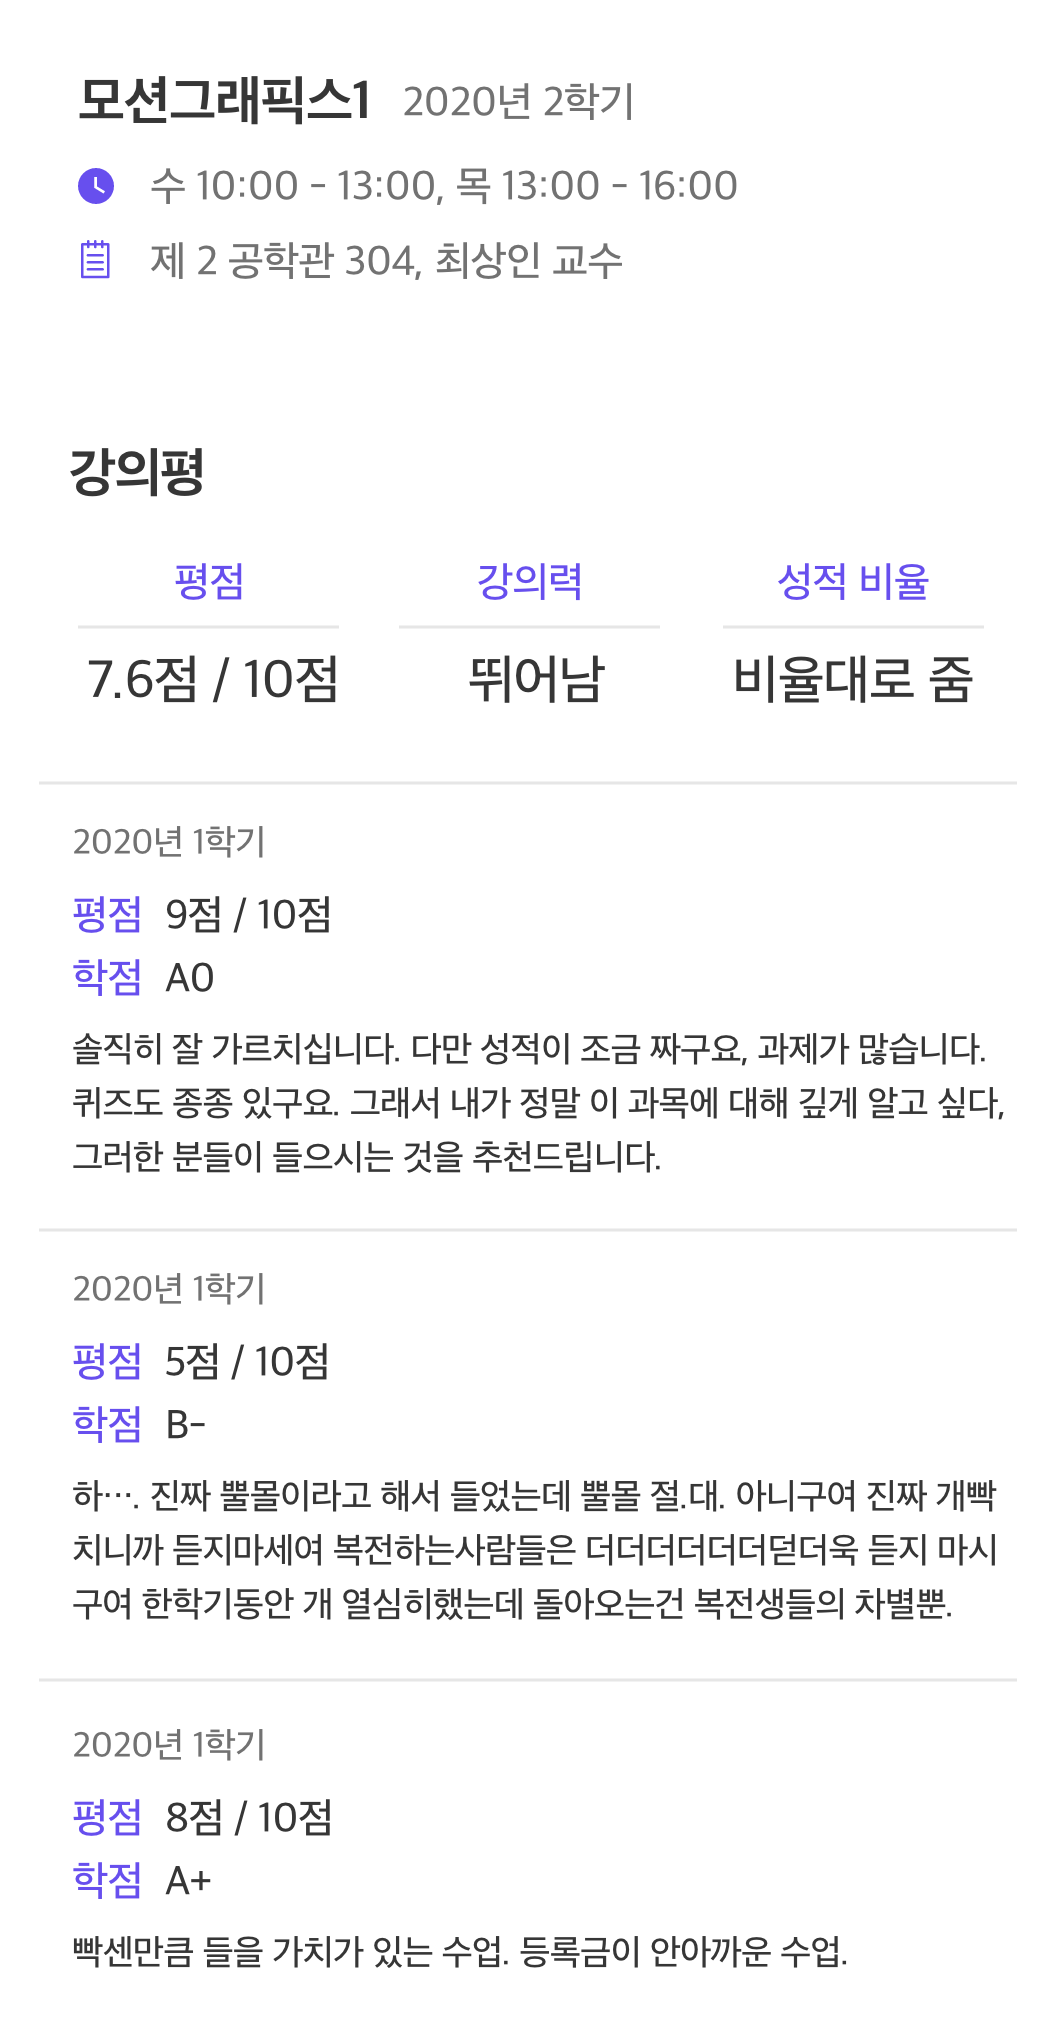 모션그래픽스1 2020년 2학기
수 10:00 - 13:00, 목 13:00 - 16:00
제 2 공학관 304, 최상인 교수
강의평
평점 강의력 성적 비율
7.6점 / 10점 뛰어남 비율대로 줌
2020년 1학기
평점 9점 / 10점
학점 A0
솔직히 잘 가르치십니다. 다만 성적이 조금 짜구요, 과제가 많습니다.
퀴즈도 종종 있구요. 그래서 내가 정말 이 과목에 대해 깊게 알고 싶다,
그러한 분들이 들으시는 것을 추천드립니다.
2020년 1학기
평점 5점 / 10점
학점 B-
하…. 진짜 뿔몰이라고 해서 들었는데 뿔몰 절.대. 아니구여 진짜 개빡
치니까 듣지마세여 복전하는사람들은 더더더더더더덛더욱 듣지 마시
구여 한학기동안 개 열심히했는데 돌아오는건 복전생들의 차별뿐.
2020년 1학기
평점 8점 / 10점
학점 A+
빡센만큼 들을 가치가 있는 수업. 등록금이 안아까운 수업.